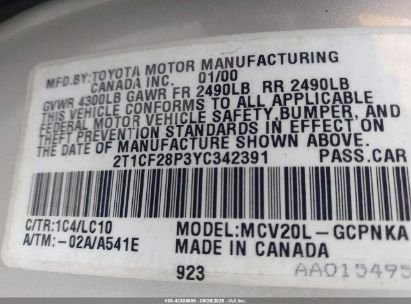 MFD.BY:TOYOTA MOTOR MANUFACTURING
CANADA INC. 01/00
GVWR 4300LB GAWR FR 2490LB RR 2490LB
THIS VEHICLE CONFORMS TO ALL APPLICABLE
FEDERAL MOTOR VEHICLE SAFETY,BUMPER, AND
THEFT PREVENTION STANDARDS IN EFFECT ON
THE DATE OF MANUFACTURE SHOWN ABOVE.
2T1CF28P3YC342391 PASS.CAR
C/TR:1C4/LC10 MODEL:MCV20L-GCPNKA
A/TM:-02A/A541E MADE IN CANADA
923 AA015495